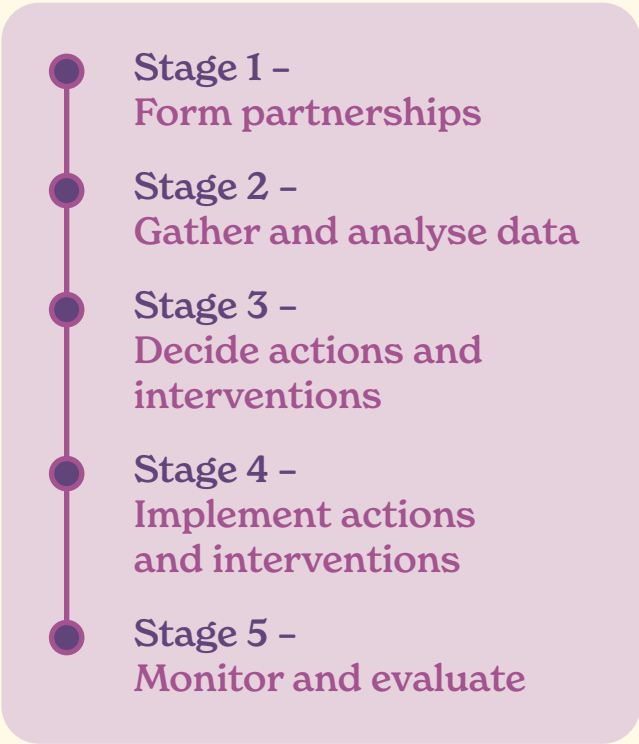 Stage 1 –
Form partnerships
Stage 2 –
Gather and analyse data
Stage 3 –
Decide actions and
interventions
Stage 4 –
Implement actions
and interventions
Stage 5 –
Monitor and evaluate